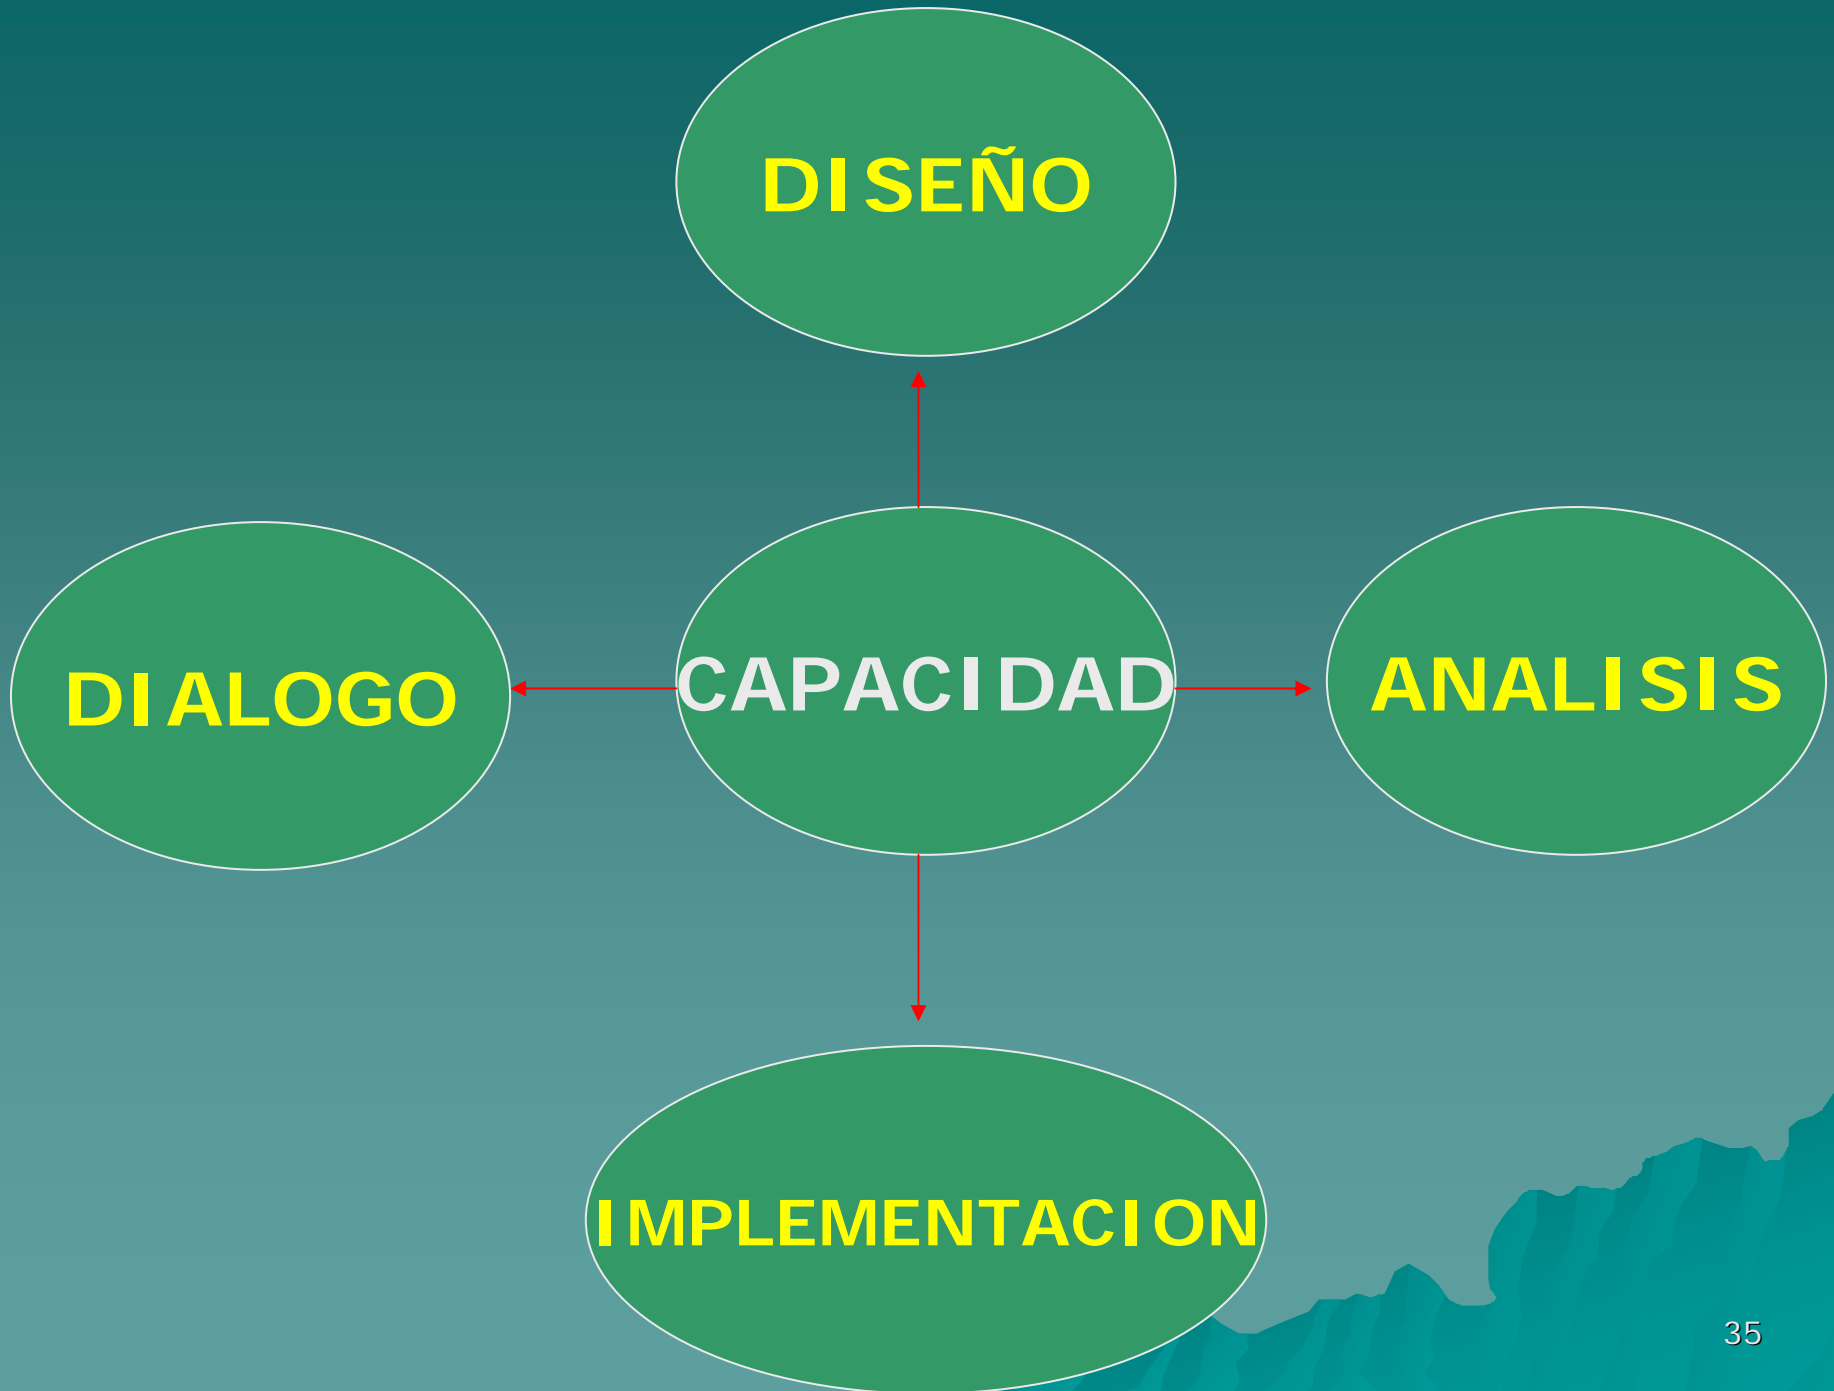 DISEÑO
DIALOGO
CAPACIDAD
ANALISIS
IMPLEMENTACION
35